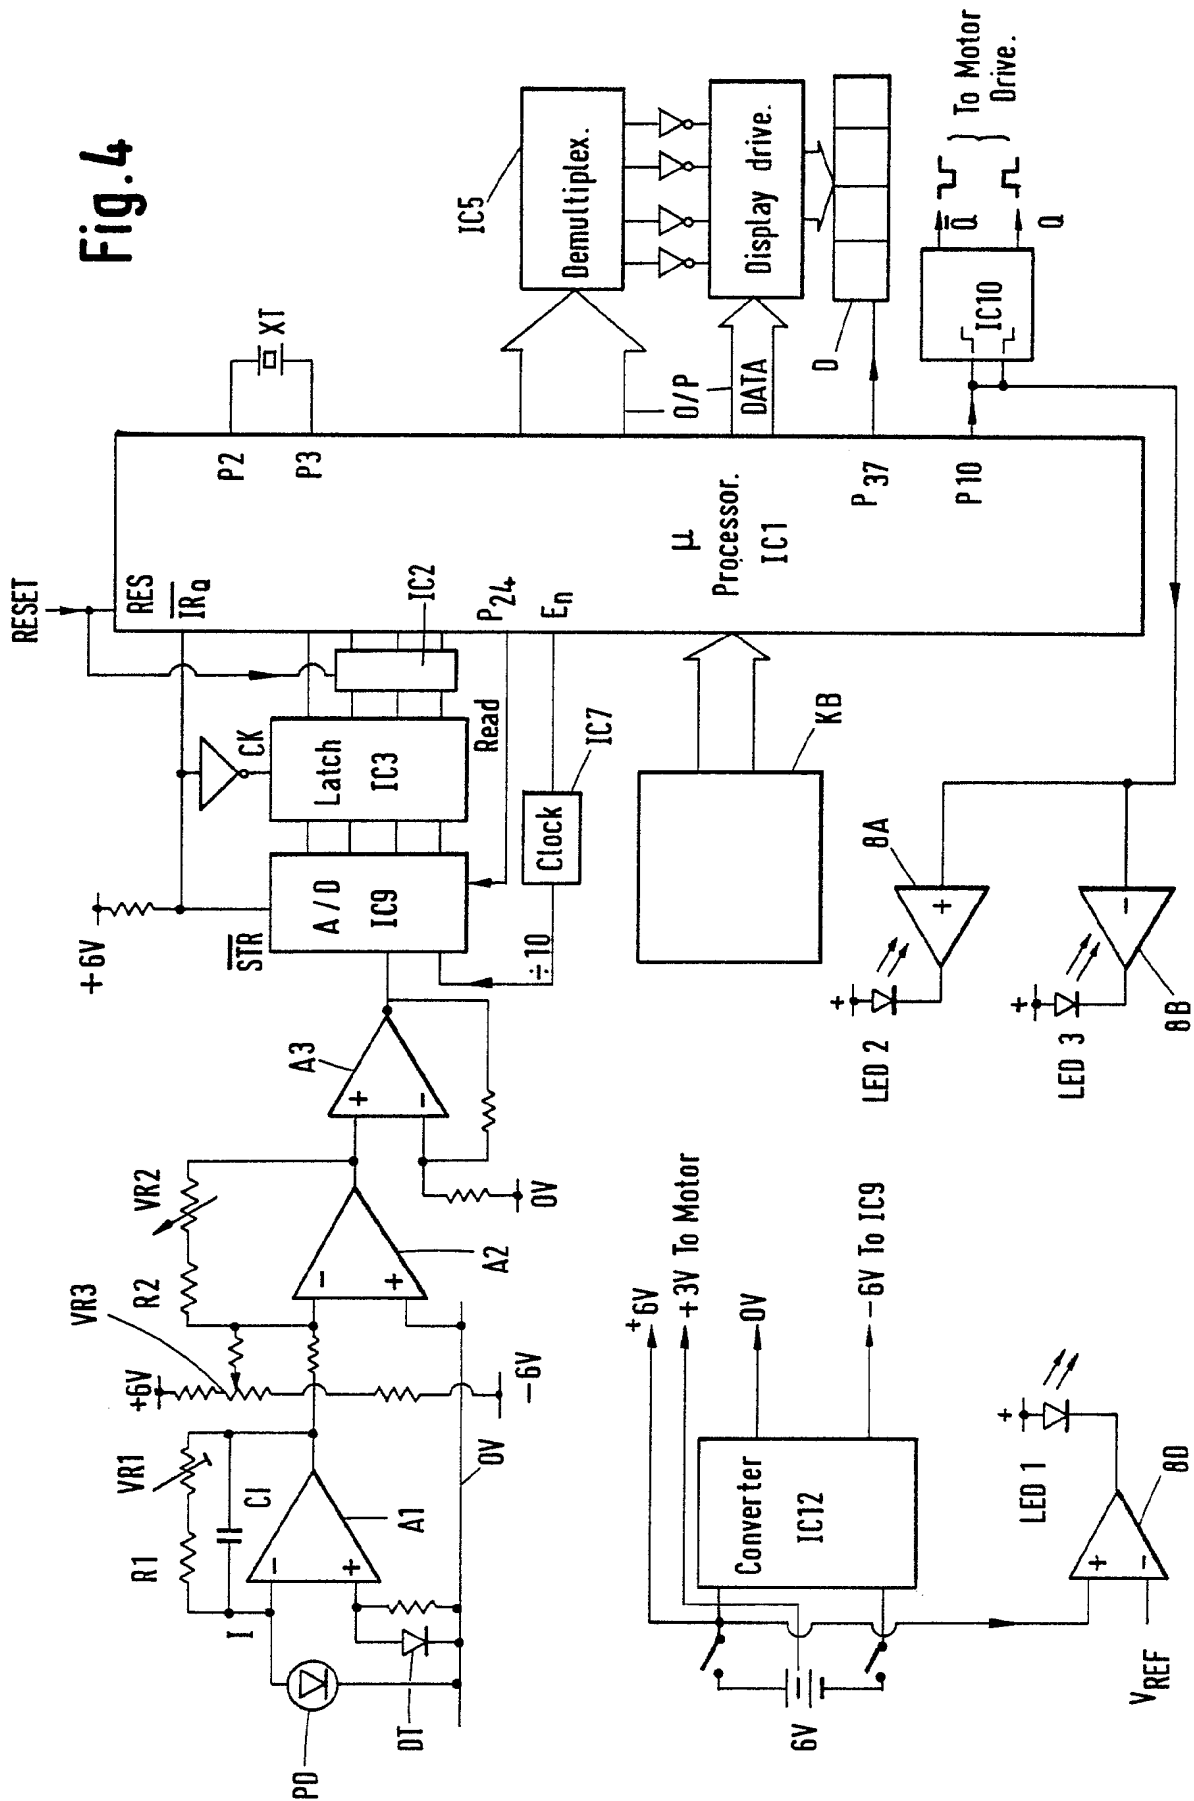 Fig.4
RESET
+6V
STR
A/D
IC9
Latch
IC3
CK
Read
IC2
RES
IRQ
P24
En
P2
P3
XT
μ
Processor.
IC1
P37
P10
O/P
DATA
IC5
Demultiplex.
Display drive.
D
IC10
Q
Q
To Motor
Drive.
Clock
IC7
÷10
KB
PD
DT
I
R1
VR1
C1
A1
-
+
0V
+6V
-6V
VR3
R2
VR2
A2
-
+
0V
A3
+
-
6V
Converter
IC12
+6V
+3V To Motor
0V
-6V To IC9
VREF
+
-
8D
LED 1
+
LED 2
+
8A
+
LED 3
+
8B
-